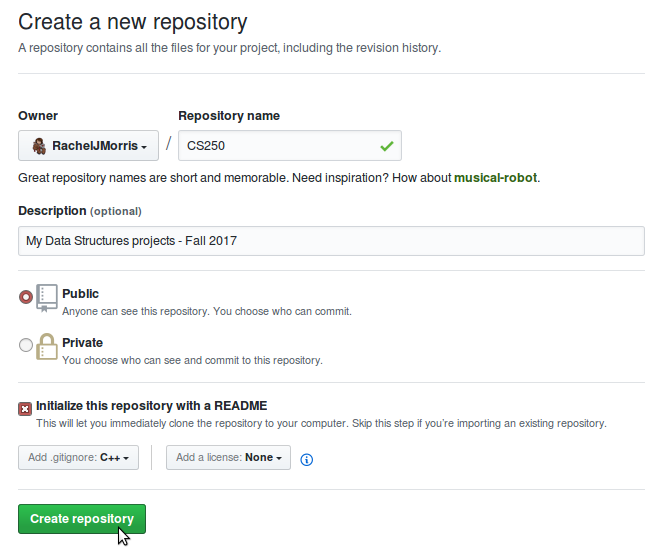 Create a new repository
A repository contains all the files for your project, including the revision history.
Owner
Repository name
RachelJMorris / CS250
Great repository names are short and memorable. Need inspiration? How about musical-robot.
Description (optional)
My Data Structures projects - Fall 2017
Public
Anyone can see this repository. You choose who can commit.
Private
You choose who can see and commit to this repository.
Initialize this repository with a README
This will let you immediately clone the repository to your computer. Skip this step if you're importing an existing repository.
Add .gitignore: C++
Add a license: None
Create repository